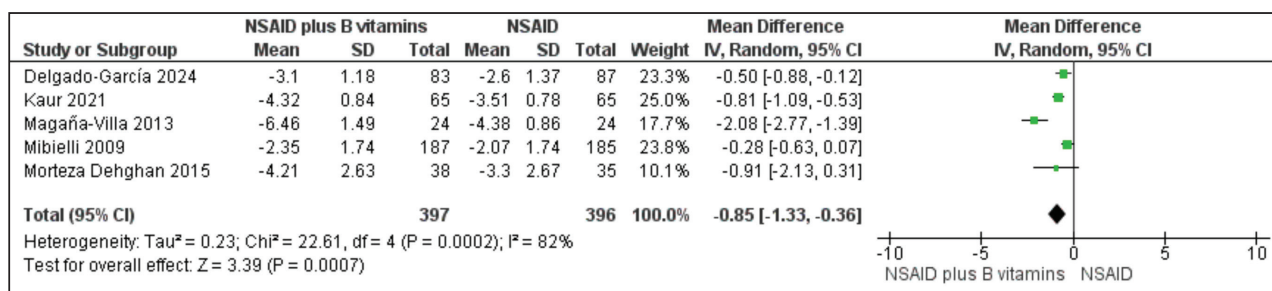 NSAID plus B vitamins NSAID Mean Difference Mean Difference
Study or Subgroup Mean SD Total Mean SD Total Weight IV, Random, 95% CI IV, Random, 95% CI
Delgado-García 2024 -3.1 1.18 83 -2.6 1.37 87 23.3% -0.50 [-0.88, -0.12]
Kaur 2021 -4.32 0.84 65 -3.51 0.78 65 25.0% -0.81 [-1.09, -0.53]
Magaña-Villa 2013 -6.46 1.49 24 -4.38 0.86 24 17.7% -2.08 [-2.77, -1.39]
Mibielli 2009 -2.35 1.74 187 -2.07 1.74 185 23.8% -0.28 [-0.63, 0.07]
Morteza Dehghan 2015 -4.21 2.63 38 -3.3 2.67 35 10.1% -0.91 [-2.13, 0.31]
Total (95% CI) 397 396 100.0% -0.85 [-1.33, -0.36]
Heterogeneity: Tau² = 0.23; Chi² = 22.61, df = 4 (P = 0.0002); I² = 82%
Test for overall effect: Z = 3.39 (P = 0.0007)
-10 -5 0 5 10
NSAID plus B vitamins NSAID